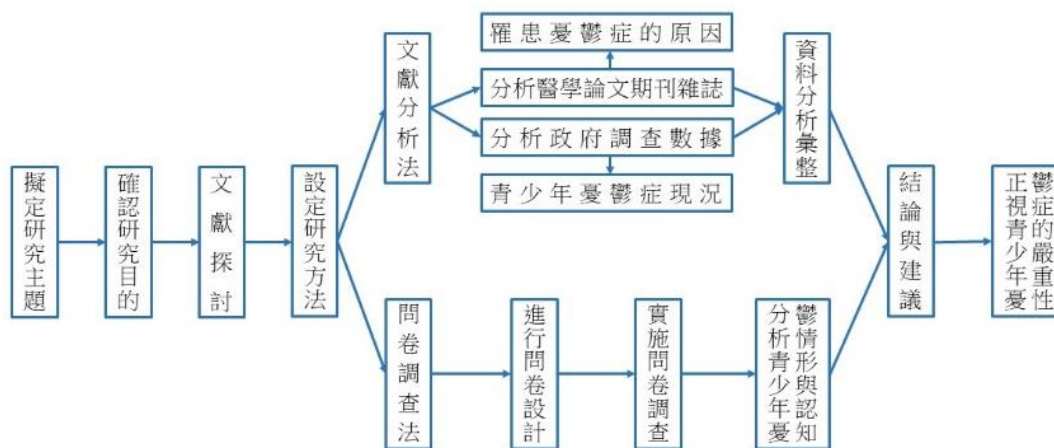 擬定研究主題
確認研究目的
文獻探討
設定研究方法
文獻分析法
罹患憂鬱症的原因
分析醫學論文期刊雜誌
分析政府調查數據
青少年憂鬱症現況
資料分析彙整
問卷調查法
進行問卷設計
實施問卷調查
分析青少年憂
鬱情形與認知
結論與建議
正視青少年憂
鬱症的嚴重性